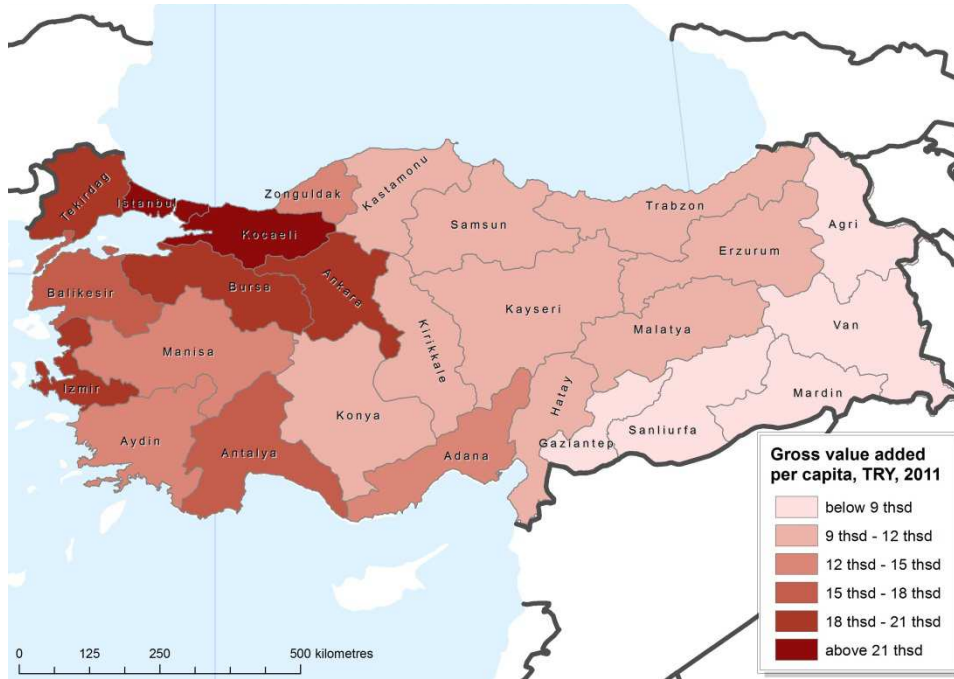 Tekirdag
Istanbul
Kocaeli
Zonguldak
Kastamonu
Samsun
Trabzon
Agri
Erzurum
Balikesir
Bursa
Ankara
Kirikkale
Kayseri
Malatya
Van
Manisa
Izmir
Aydin
Antalya
Konya
Adana
Hatay
Gaziantep
Sanliurfa
Mardin
Gross value added
per capita, TRY, 2011
below 9 thsd
9 thsd - 12 thsd
12 thsd - 15 thsd
15 thsd - 18 thsd
18 thsd - 21 thsd
above 21 thsd
0 125 250 500 kilometres